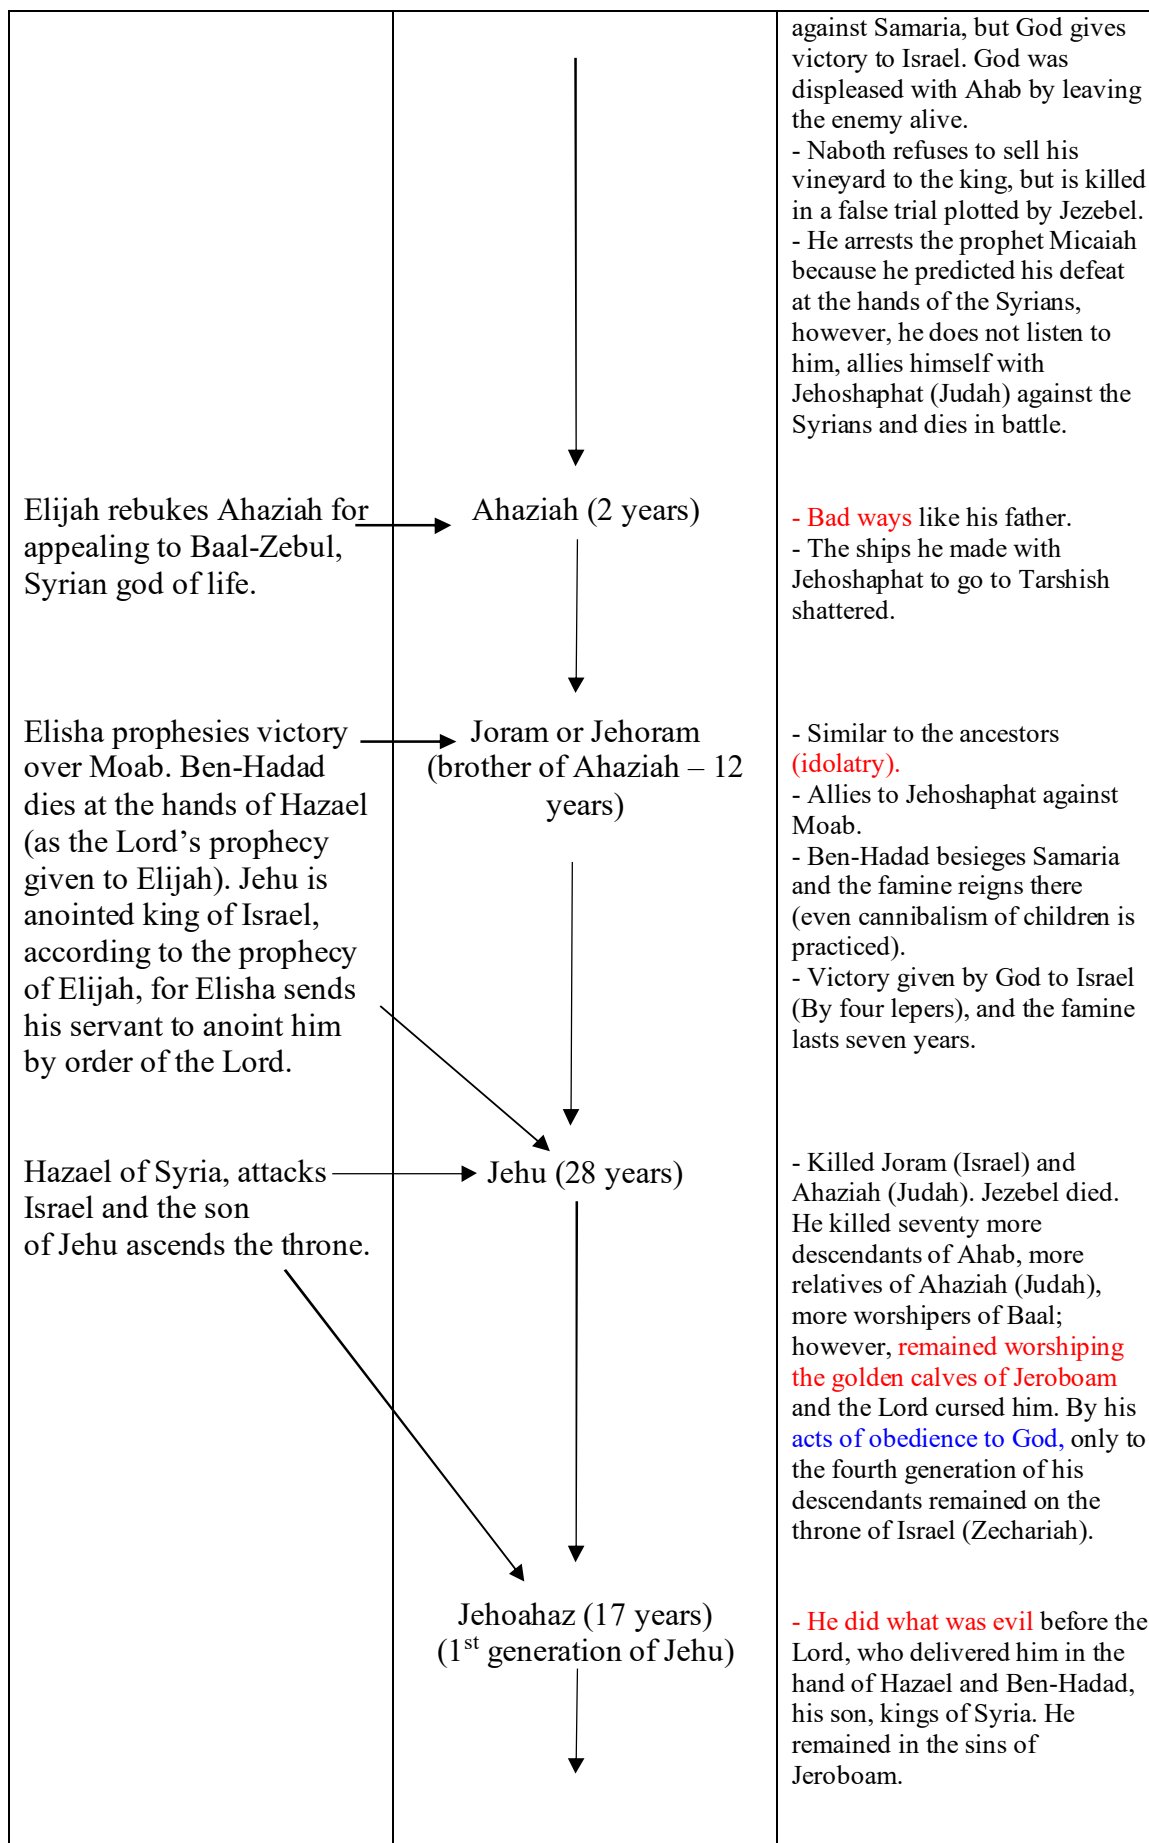 against Samaria, but God gives
victory to Israel. God was
displeased with Ahab by leaving
the enemy alive.
- Naboth refuses to sell his
vineyard to the king, but is killed
in a false trial plotted by Jezebel.
- He arrests the prophet Micaiah
because he predicted his defeat
at the hands of the Syrians,
however, he does not listen to
him, allies himself with
Jehoshaphat (Judah) against the
Syrians and dies in battle.
Elijah rebukes Ahaziah for
appealing to Baal-Zebul,
Syrian god of life.
Ahaziah (2 years)
- Bad ways like his father.
- The ships he made with
Jehoshaphat to go to Tarshish
shattered.
Elisha prophesies victory
over Moab. Ben-Hadad
dies at the hands of Hazael
(as the Lord’s prophecy
given to Elijah). Jehu is
anointed king of Israel,
according to the prophecy
of Elijah, for Elisha sends
his servant to anoint him
by order of the Lord.
Joram or Jehoram
(brother of Ahaziah – 12
years)
- Similar to the ancestors
(idolatry).
- Allies to Jehoshaphat against
Moab.
- Ben-Hadad besieges Samaria
and the famine reigns there
(even cannibalism of children is
practiced).
- Victory given by God to Israel
(By four lepers), and the famine
lasts seven years.
Hazael of Syria, attacks
Israel and the son
of Jehu ascends the throne.
Jehu (28 years)
- Killed Joram (Israel) and
Ahaziah (Judah). Jezebel died.
He killed seventy more
descendants of Ahab, more
relatives of Ahaziah (Judah),
more worshipers of Baal;
however, remained worshiping
the golden calves of Jeroboam
and the Lord cursed him. By his
acts of obedience to God, only to
the fourth generation of his
descendants remained on the
throne of Israel (Zechariah).
Jehoahaz (17 years)
(1st generation of Jehu)
- He did what was evil before the
Lord, who delivered him in the
hand of Hazael and Ben-Hadad,
his son, kings of Syria. He
remained in the sins of
Jeroboam.